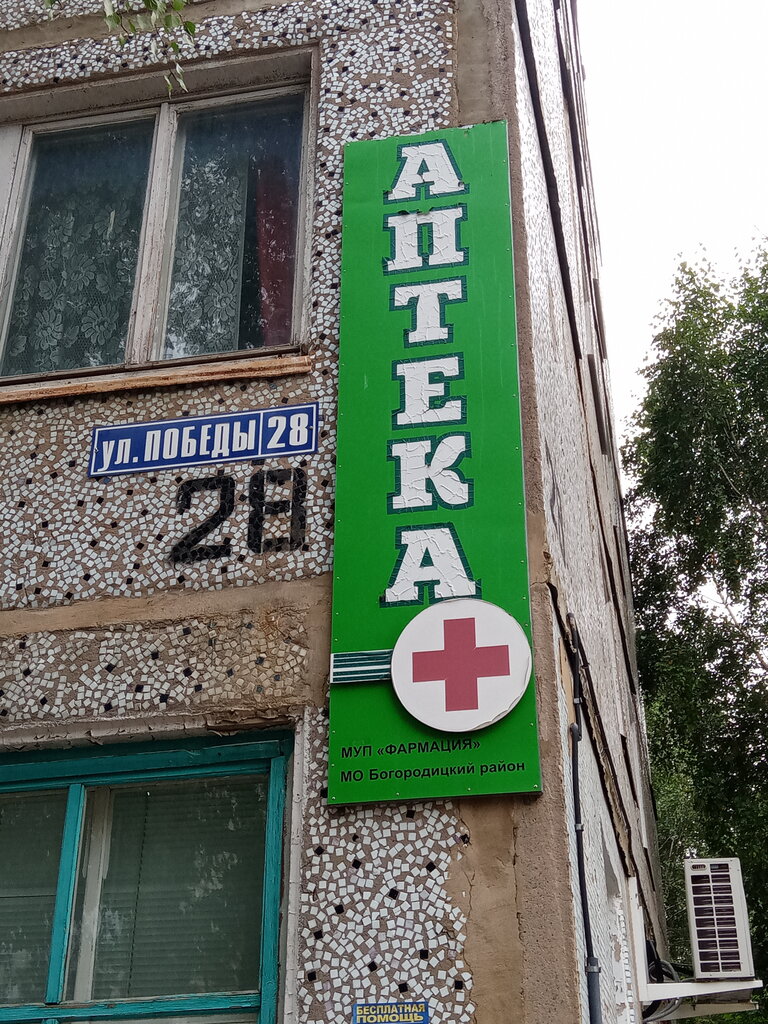 АПТЕКА
ул. ПОБЕДЫ 28
28
МУП «ФАРМАЦИЯ»
МО Богородицкий район
БЕСПЛАТНАЯ
ПОМОЩЬ